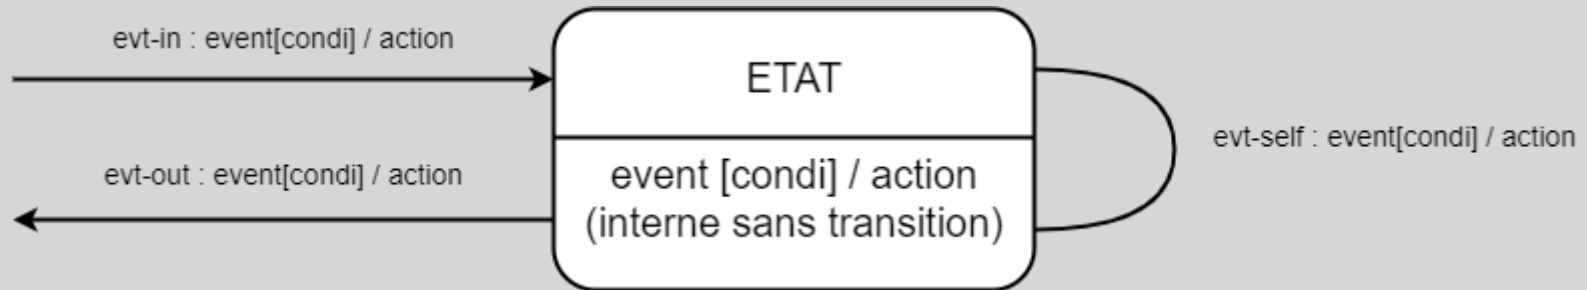 evt-in : event[condi] / action
ETAT
evt-self : event[condi] / action
evt-out : event[condi] / action
event [condi] / action
(interne sans transition)